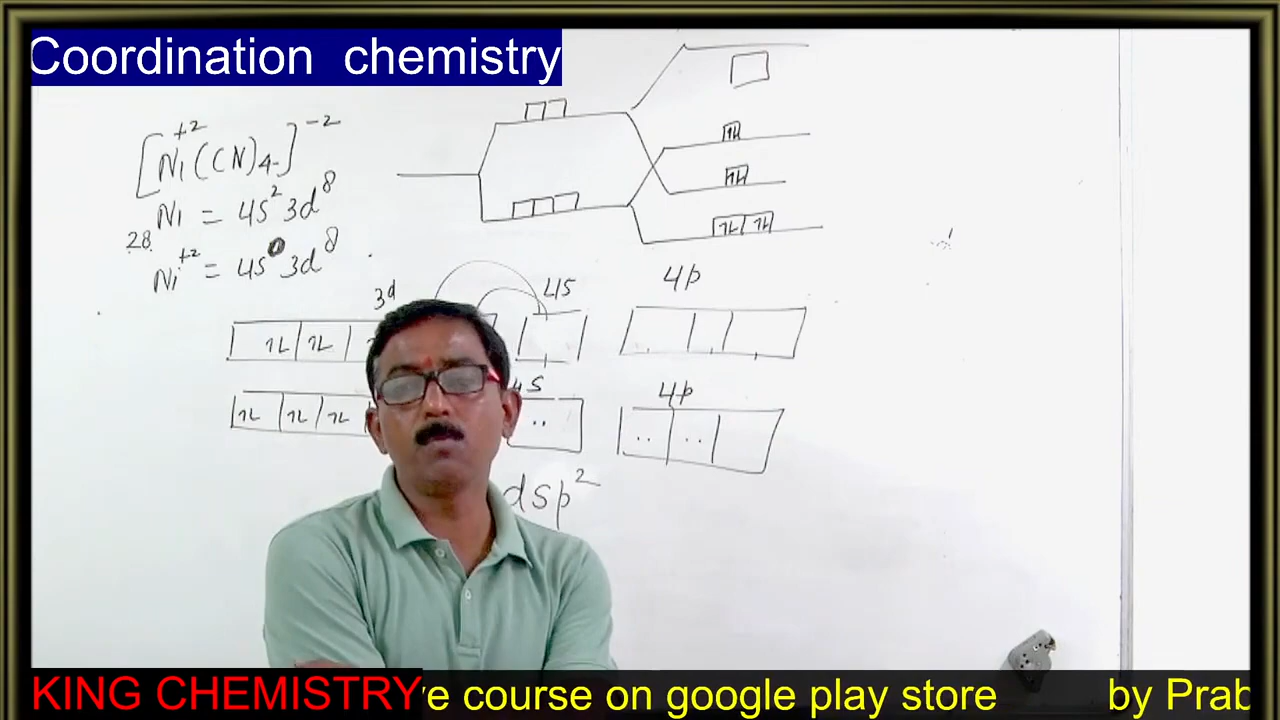 Coordination chemistry
[Ni⁺²(CN)₄]⁻²
Ni = 4s² 3d⁸
28
Ni⁺² = 4s⁰ 3d⁸
3d 4s 4p
4s 4p
dsp²
KING CHEMISTRY ve course on google play store by Prab